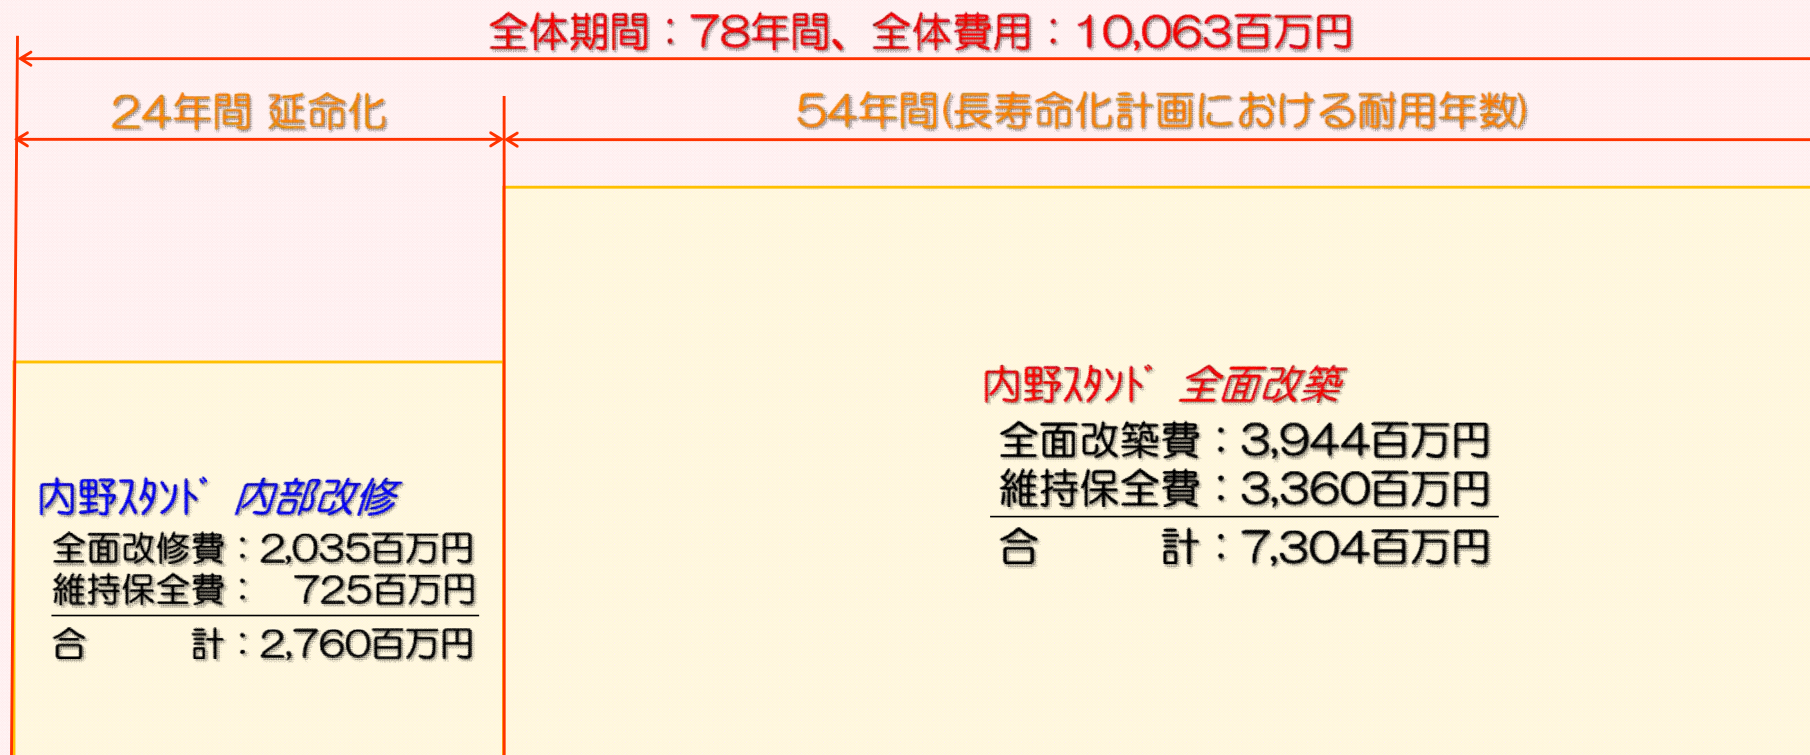 全体期間：78年間、全体費用：10,063百万円
24年間 延命化
54年間(長寿命化計画における耐用年数)
内野ｽﾀﾝﾄﾞ 内部改修
全面改修費：2,035百万円
維持保全費： 725百万円
合 計：2,760百万円
内野ｽﾀﾝﾄﾞ 全面改築
全面改築費：3,944百万円
維持保全費：3,360百万円
合 計：7,304百万円